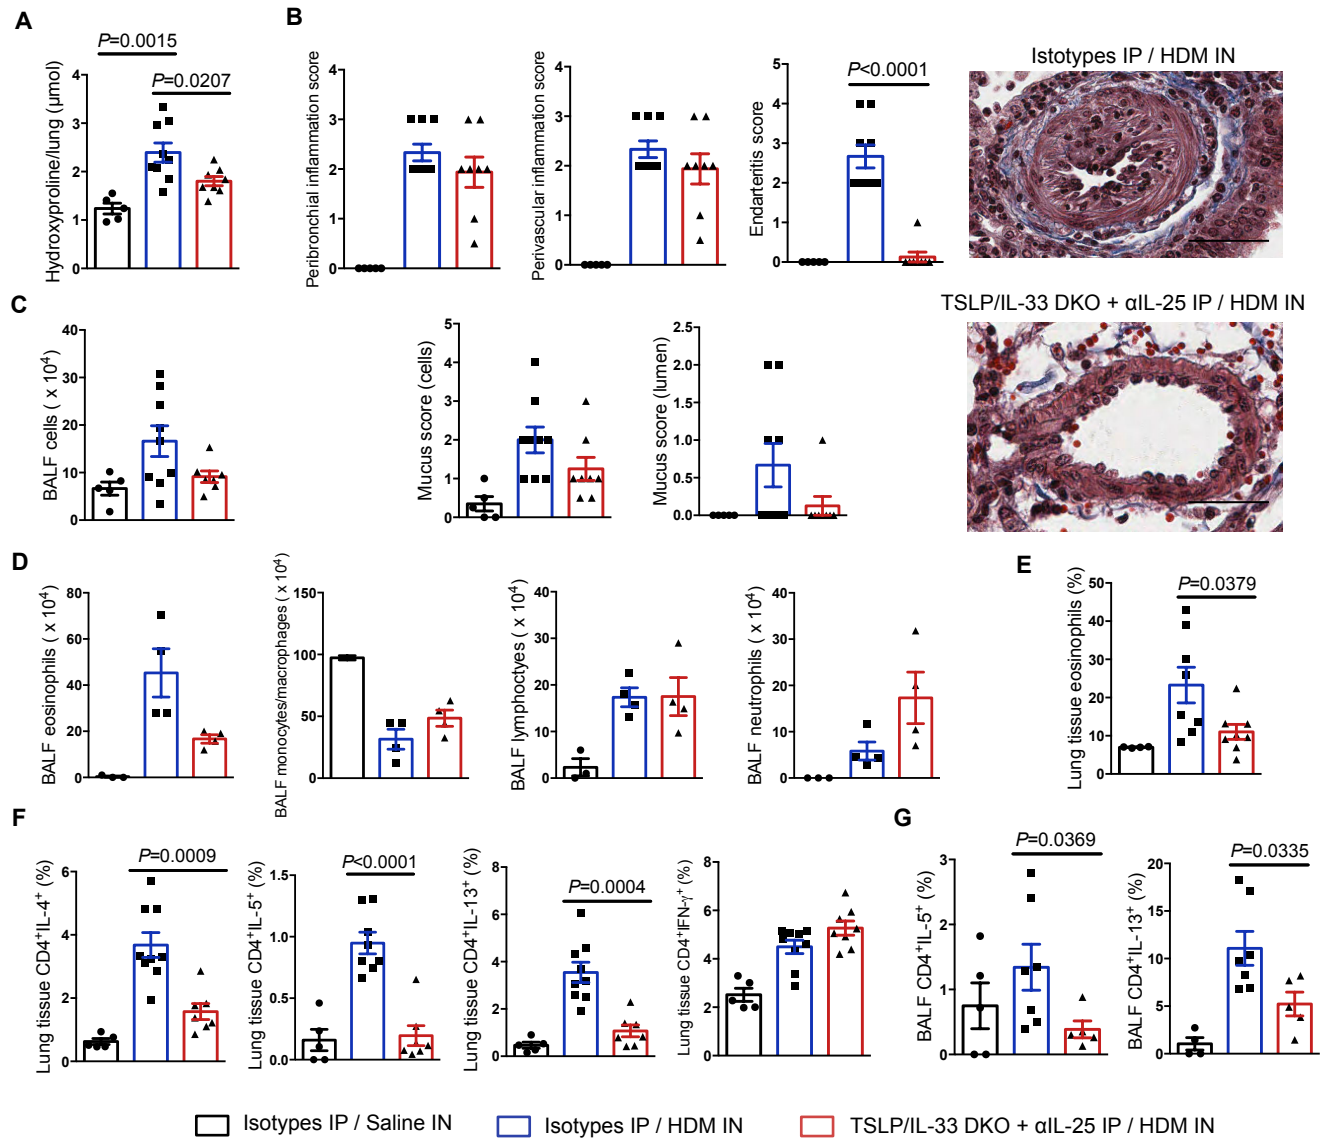 A
P=0.0015
P=0.0207
Hydroxyproline/lung (μmol)
4
3
2
1
0
B
Peribronchia inflammation score
4
3
2
1
0
Perivascular inflammation score
4
3
2
1
0
P<0.0001
Endarteritis score
5
4
3
2
1
0
Istotypes IP / HDM IN
TSLP/IL-33 DKO + αIL-25 IP / HDM IN
C
BALF cells ( x 10⁴)
40
30
20
10
0
Mucus score (cells)
5
4
3
2
1
0
Mucus score (lumen)
2.5
2.0
1.5
1.0
0.5
0.0
D
BALF eosinophils ( x 10⁴)
80
60
40
20
0
BALF monocytes/macrophages ( x 10⁴)
150
100
50
0
BALF lymphoctyes ( x 10⁴)
40
30
20
10
0
BALF neutrophils ( x 10⁴)
40
30
20
10
0
E
P=0.0379
Lung tissue eosinophils (%)
50
40
30
20
10
0
F
P=0.0009
Lung tissue CD4⁺IL-4⁺ (%)
6
4
2
0
P<0.0001
Lung tissue CD4⁺IL-5⁺ (%)
1.5
1.0
0.5
0.0
P=0.0004
Lung tissue CD4⁺IL-13⁺ (%)
8
6
4
2
0
Lung tissue CD4⁺IFN-γ⁺ (%)
8
6
4
2
0
G
P=0.0369
BALF CD4⁺IL-5⁺ (%)
3
2
1
0
P=0.0335
BALF CD4⁺IL-13⁺ (%)
20
15
10
5
0
Isotypes IP / Saline IN
Isotypes IP / HDM IN
TSLP/IL-33 DKO + αIL-25 IP / HDM IN